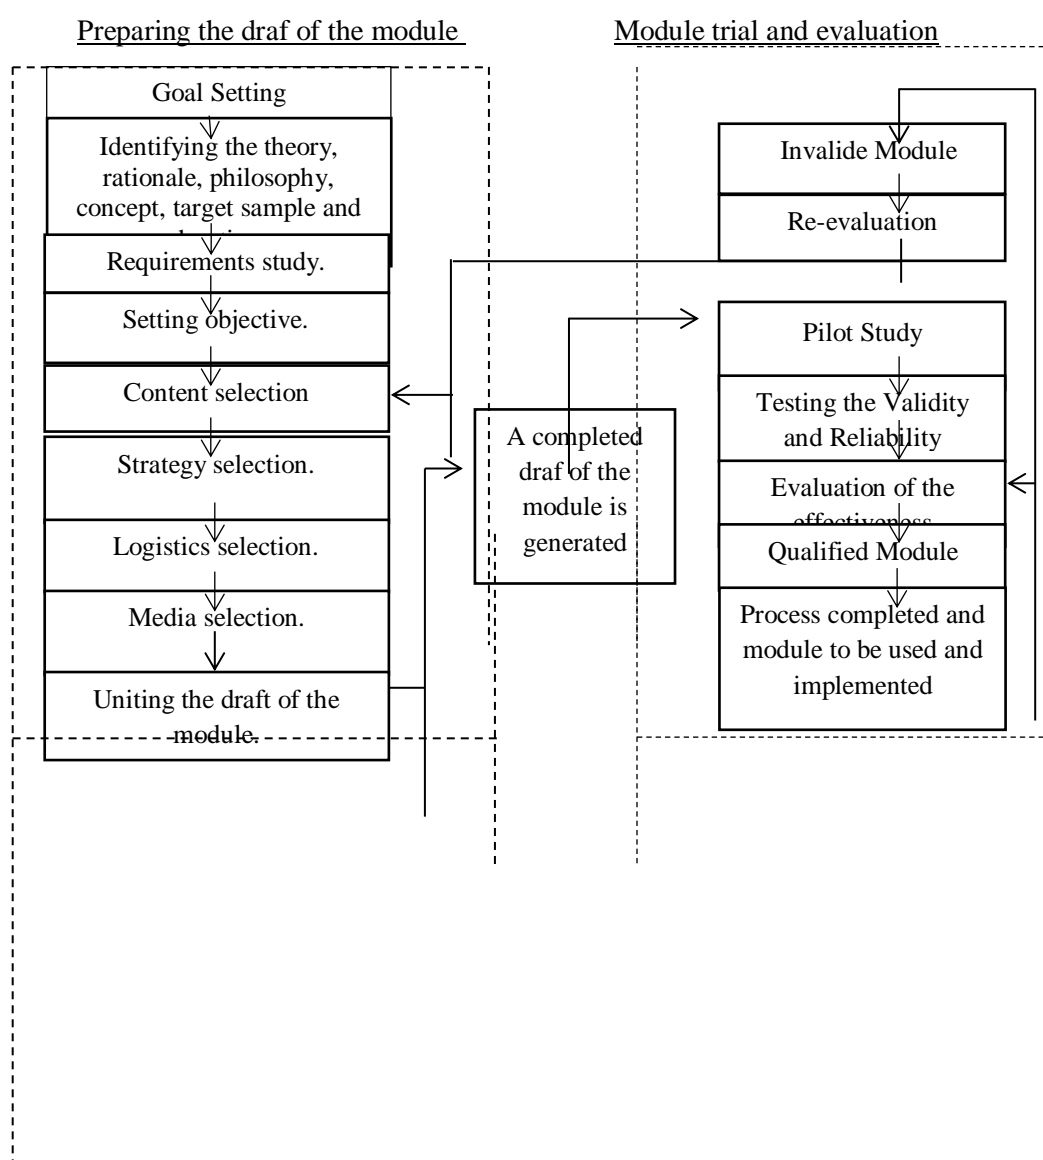 Preparing the draf of the module
Goal Setting
Identifying the theory,
rationale, philosophy,
concept, target sample and
Requirements study.
Setting objective.
Content selection
Strategy selection.
Logistics selection.
Media selection.
Uniting the draft of the
module.
A completed
draf of the
module is
generated
Module trial and evaluation
Invalide Module
Re-evaluation
Pilot Study
Testing the Validity
and Reliability
Evaluation of the
effectiveness
Qualified Module
Process completed and
module to be used and
implemented